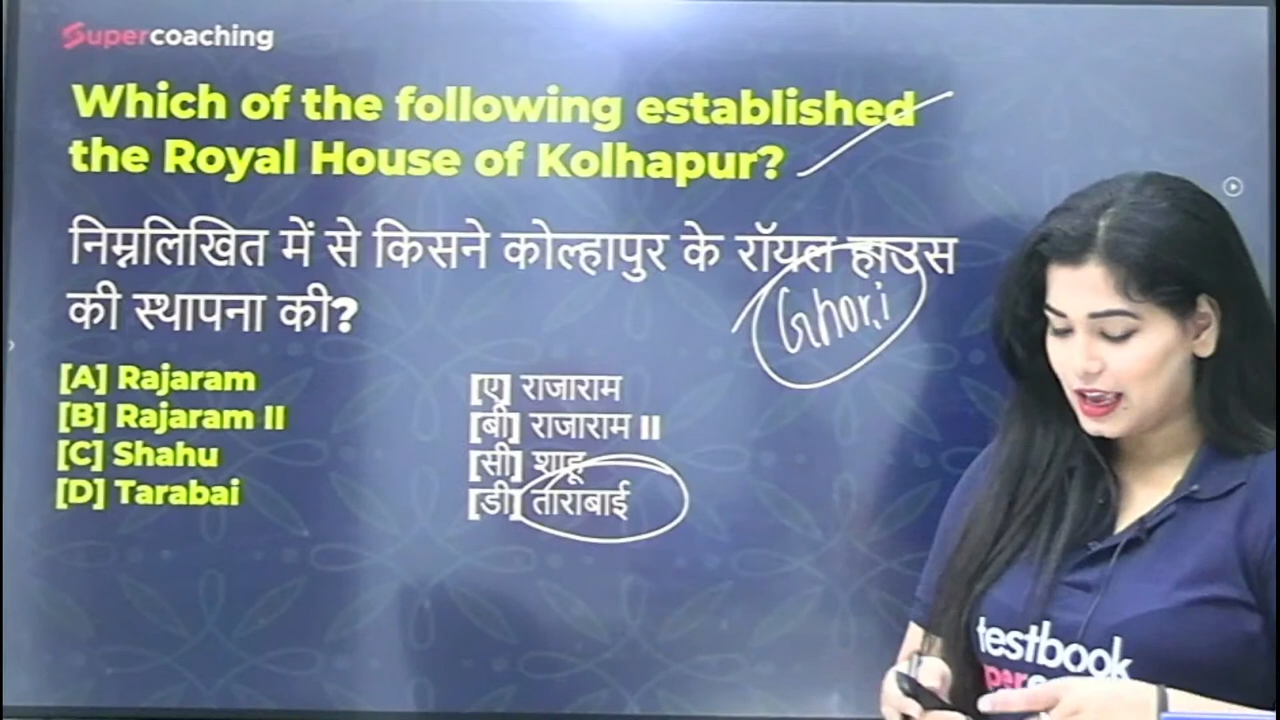 Supercoaching
Which of the following established
the Royal House of Kolhapur?
निम्नलिखित में से किसने कोल्हापुर के रॉयल हाउस
की स्थापना की?
Ghori
[A] Rajaram
[B] Rajaram II
[C] Shahu
[D] Tarabai
[ए] राजाराम
[बी] राजाराम II
[सी] शाहू
[डी] ताराबाई
testbook